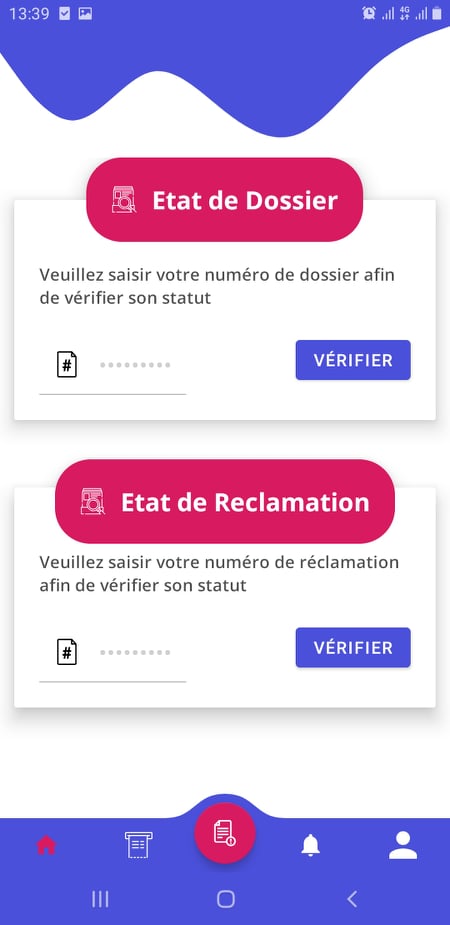 13:39
4G
Etat de Dossier
Veuillez saisir votre numéro de dossier afin
de vérifier son statut
#
•••••••••
VÉRIFIER
Etat de Reclamation
Veuillez saisir votre numéro de réclamation
afin de vérifier son statut
#
•••••••••
VÉRIFIER